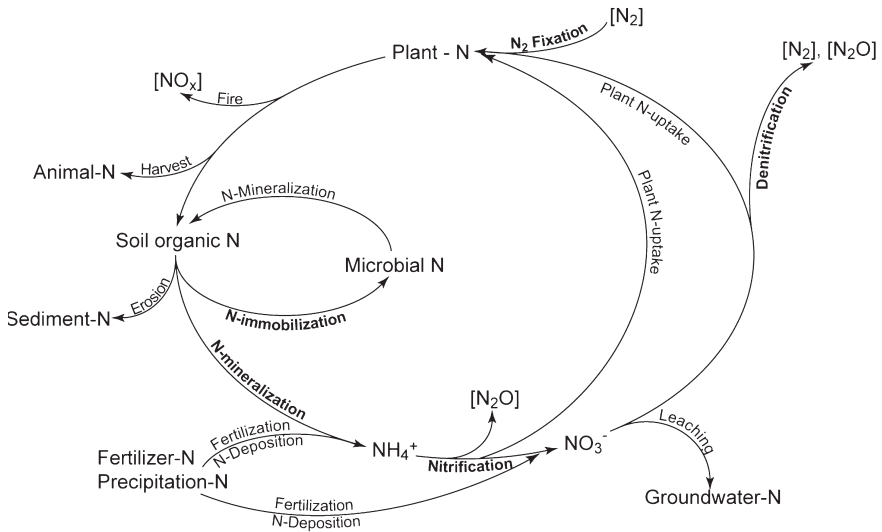 [N₂]
N₂ Fixation
Plant - N
[N₂], [N₂O]
[NOₓ]
Fire
Plant N-uptake
Denitrification
Animal-N
Harvest
N-Mineralization
Plant N-uptake
Soil organic N
Microbial N
Erosion
Sediment-N
N-immobilization
N-mineralization
[N₂O]
Fertilization
N-Deposition
NH₄⁺
Nitrification
NO₃⁻
Leaching
Fertilizer-N
Precipitation-N
Fertilization
N-Deposition
Groundwater-N